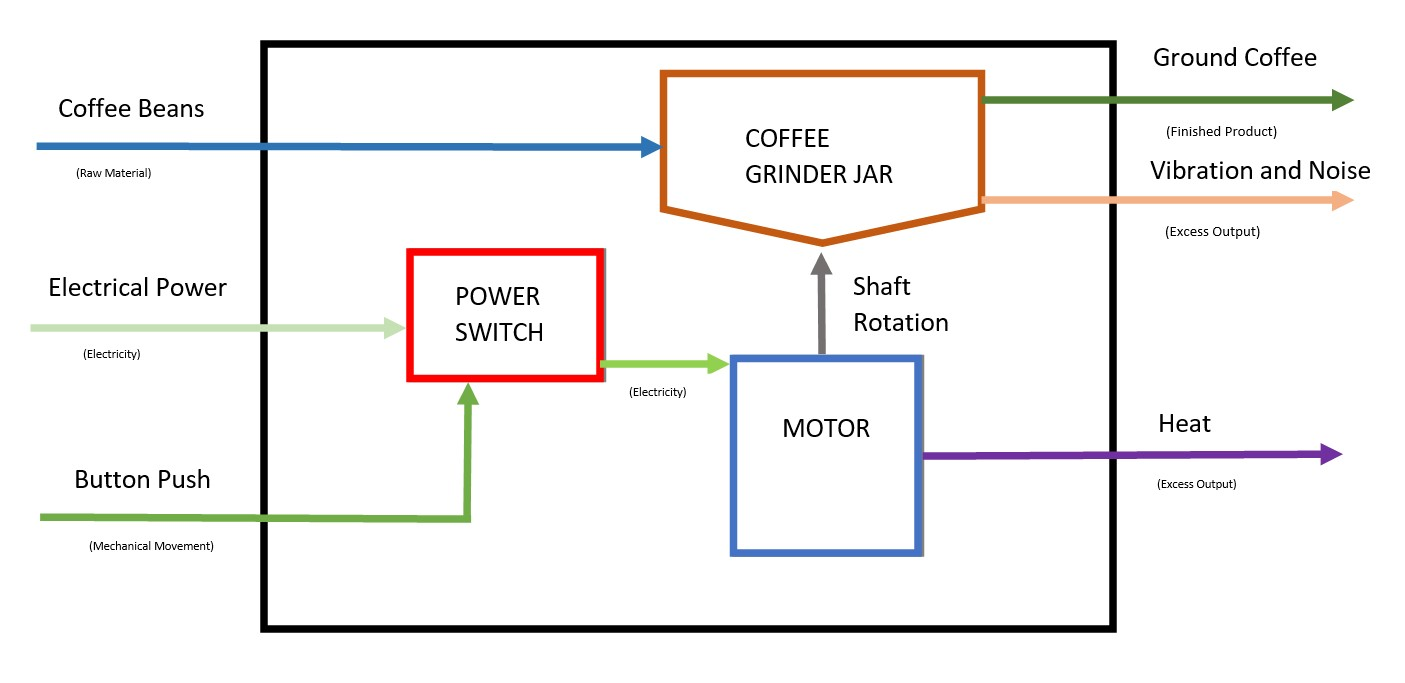 Ground Coffee
Coffee Beans
(Finished Product)
COFFEE
GRINDER JAR
(Raw Material)
Vibration and Noise
(Excess Output)
Electrical Power
POWER
SWITCH
Shaft
Rotation
(Electricity)
(Electricity)
MOTOR
Heat
Button Push
(Excess Output)
(Mechanical Movement)